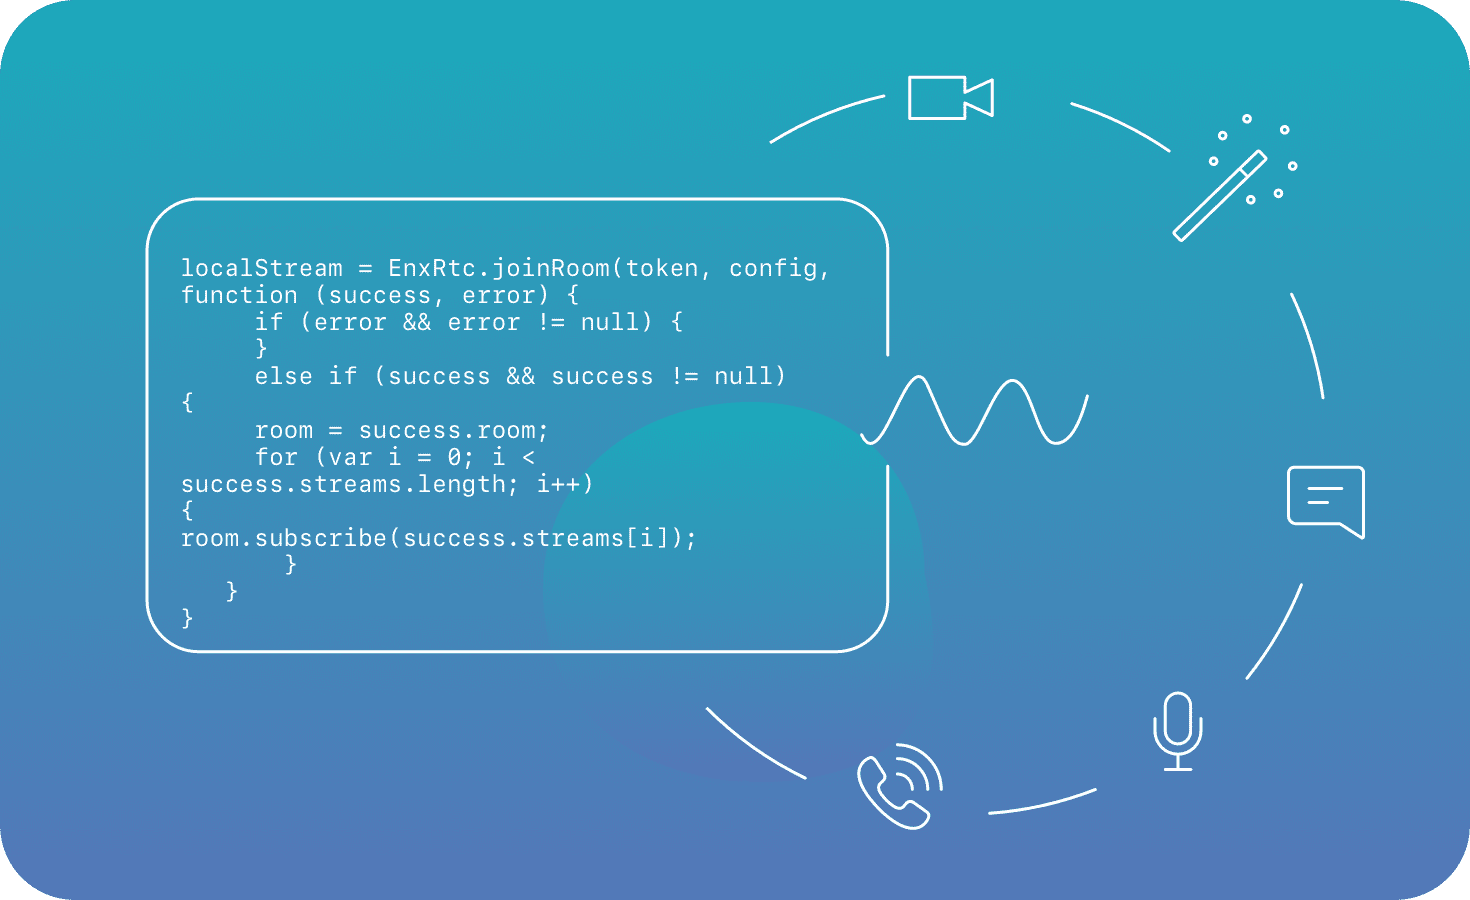 localStream = EnxRtc.joinRoom(token, config,
function (success, error) {
     if (error && error != null) {
     }
     else if (success && success != null)
{
     room = success.room;
     for (var i = 0; i <
success.streams.length; i++)
{
room.subscribe(success.streams[i]);
       }
   }
}